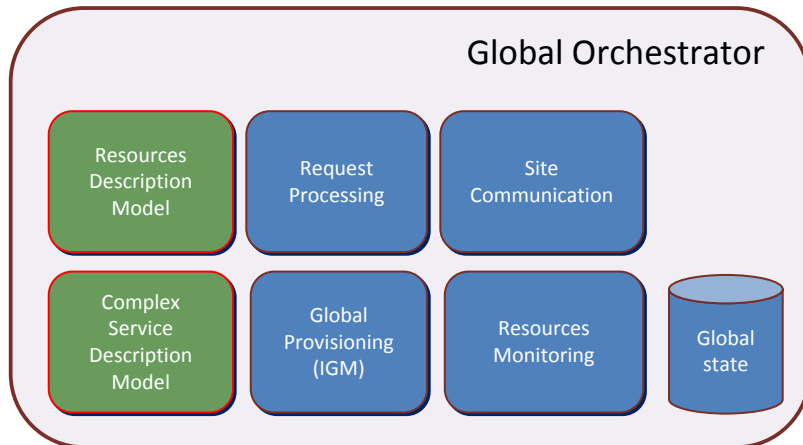 Global Orchestrator
Resources
Description
Model
Request
Processing
Site
Communication
Complex
Service
Description
Model
Global
Provisioning
(IGM)
Resources
Monitoring
Global
state